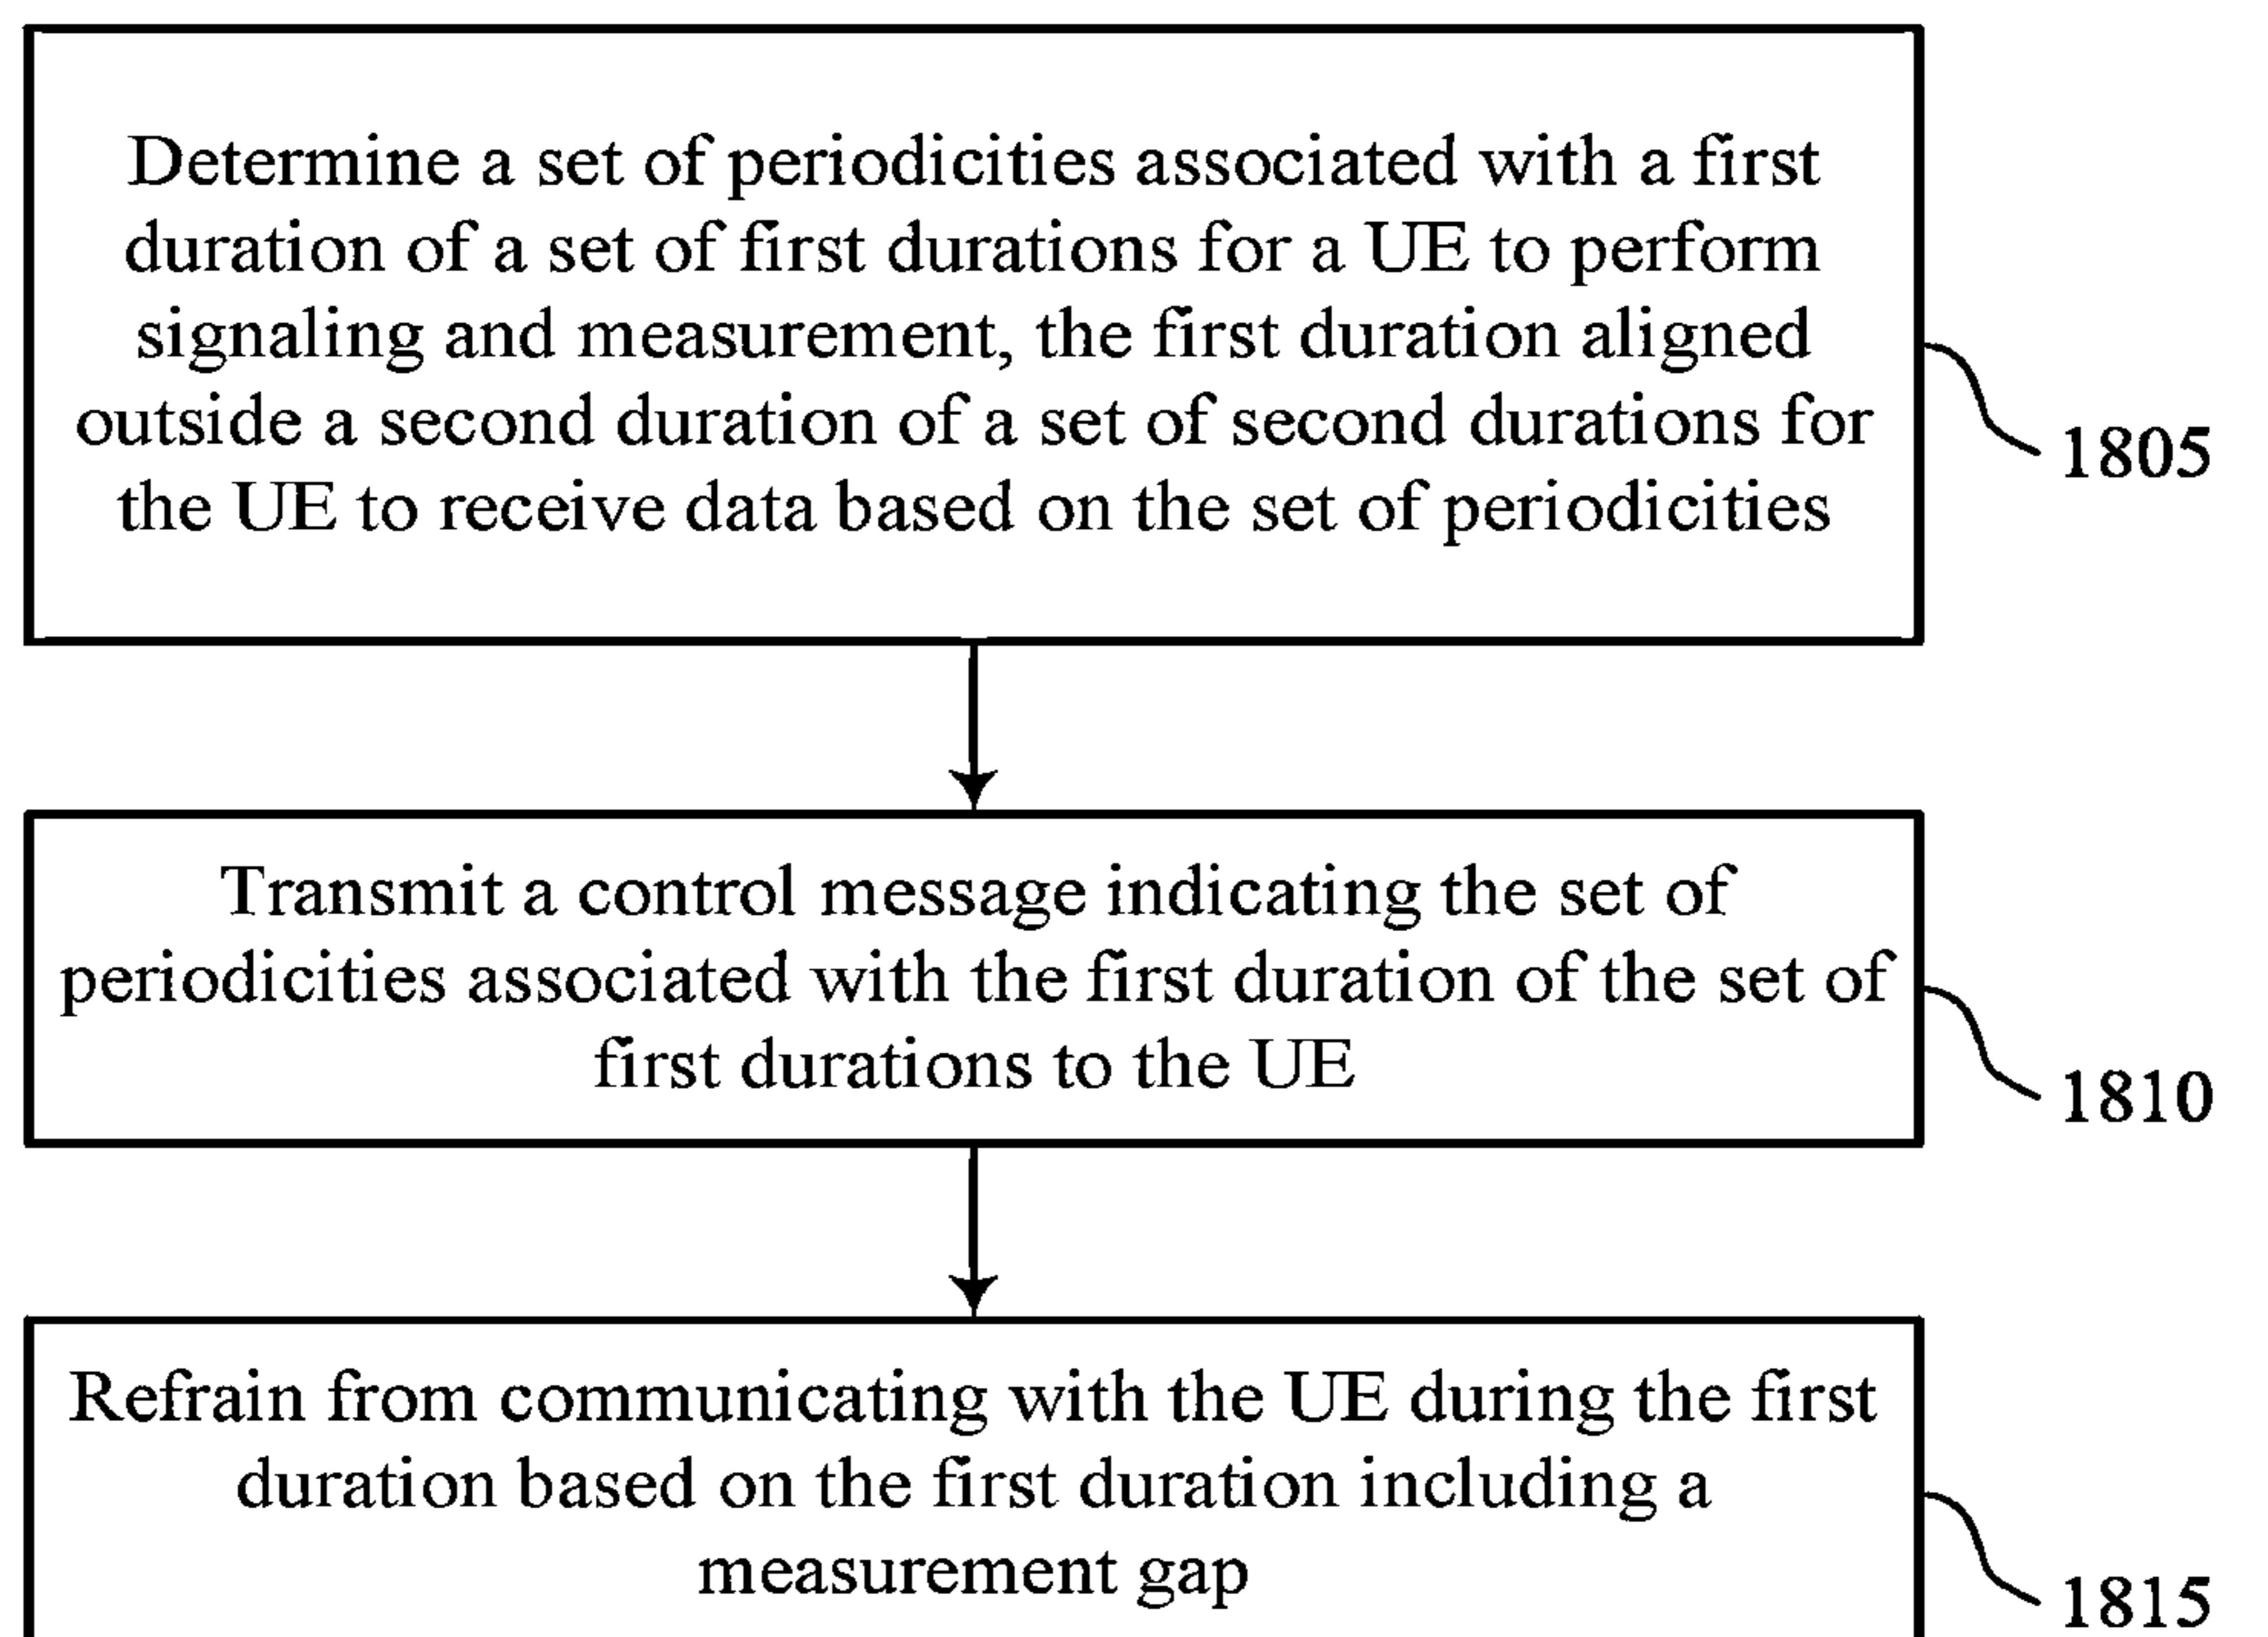 Determine a set of periodicities associated with a first
duration of a set of first durations for a UE to perform
signaling and measurement, the first duration aligned
outside a second duration of a set of second durations for
the UE to receive data based on the set of periodicities
1805
Transmit a control message indicating the set of
periodicities associated with the first duration of the set of
first durations to the UE
1810
Refrain from communicating with the UE during the first
duration based on the first duration including a
measurement gap
1815